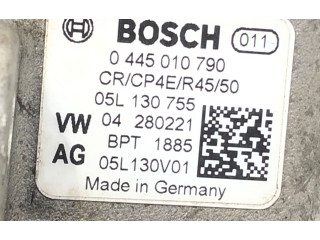 BOSCH 011
0 445 010 790
CR/CP4E/R45/50
05L 130 755
VW 04 280221
AG BPT 1885
05L130V01
Made in Germany